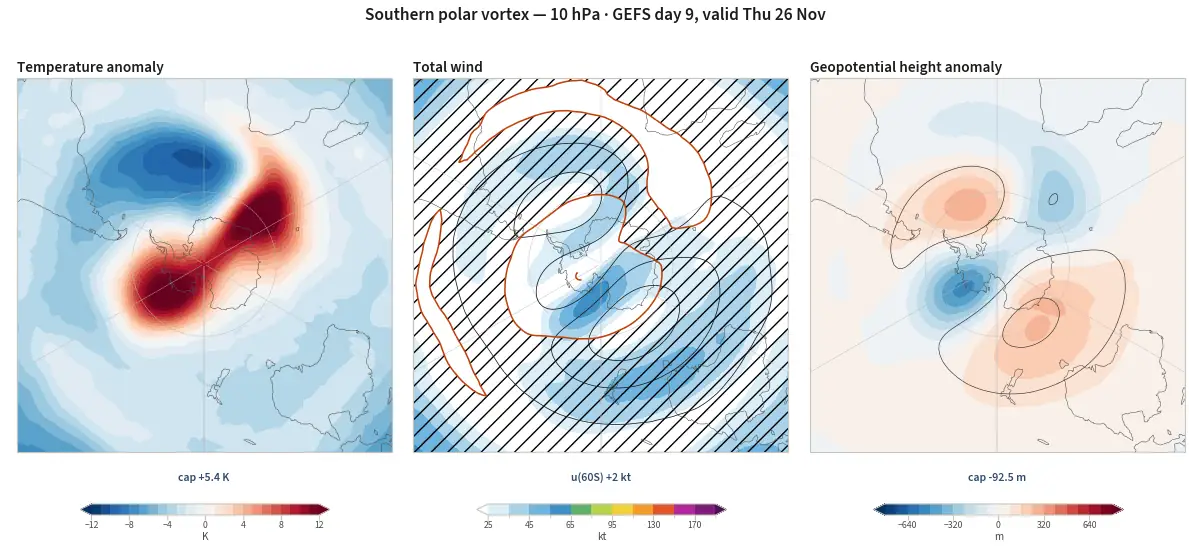 Southern polar vortex — 10 hPa · GEFS day 9, valid Thu 26 Nov
Temperature anomaly
Total wind
Geopotential height anomaly
cap +5.4 K
u(60S) +2 kt
cap -92.5 m
−12 −8 −4 0 4 8 12
K
25 45 65 95 130 170
kt
−640 −320 0 320 640
m